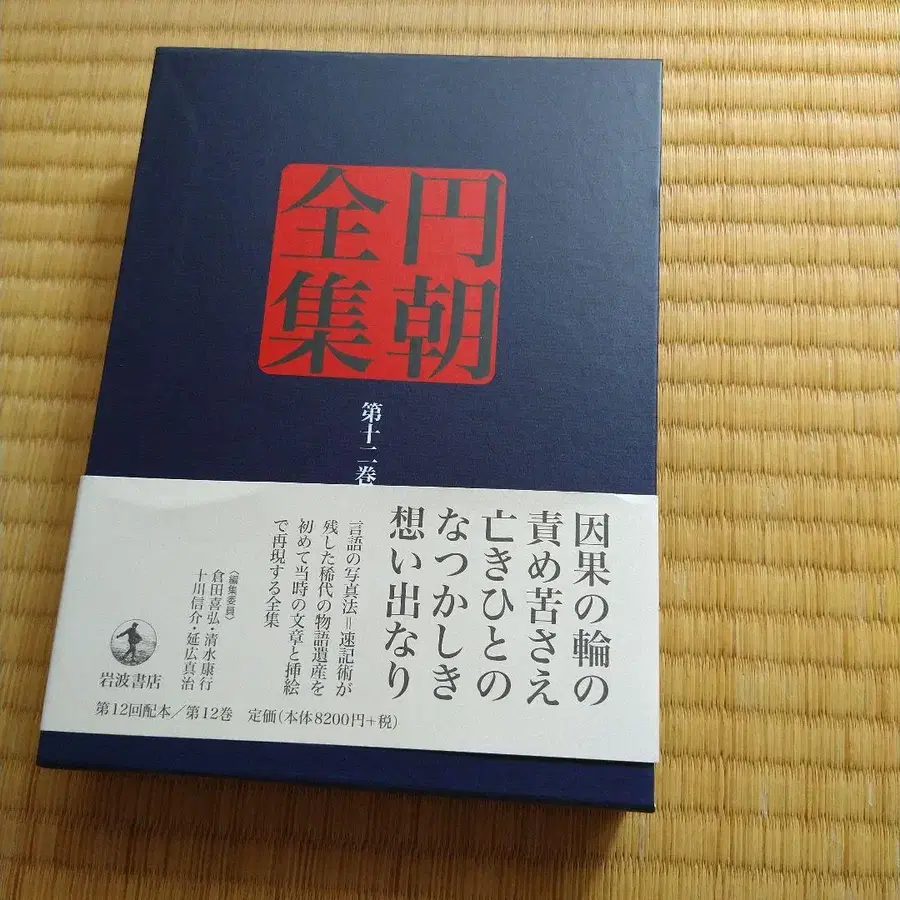 円朝
全集
第十二巻
因果の輪の
責め苦さえ
亡きひとの
なつかしき
想い出なり
言語の写真法＝速記術が
残した稀代の物語遺産を
初めて当時の文章と挿絵
で再現する全集
〈編集委員〉
倉田喜弘・清水康行
十川信介・延広真治
岩波書店
第12回配本／第12巻 定価(本体8200円+税)